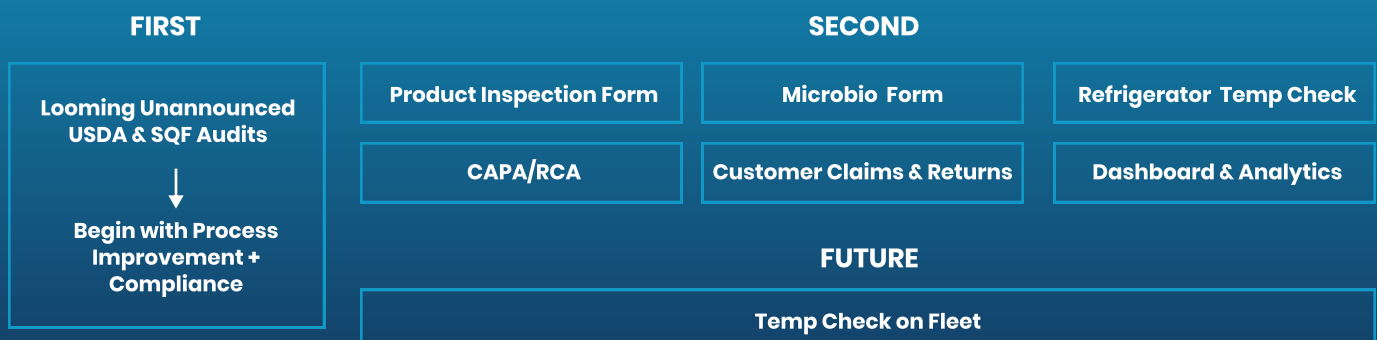 FIRST
Looming Unannounced
USDA & SQF Audits
Begin with Process
Improvement +
Compliance
SECOND
Product Inspection Form
Microbio Form
Refrigerator Temp Check
CAPA/RCA
Customer Claims & Returns
Dashboard & Analytics
FUTURE
Temp Check on Fleet